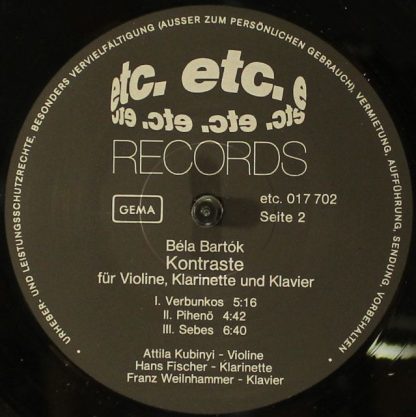 URHEBER- UND LEISTUNGSSCHUTZRECHTE, BESONDERS VERVIELFÄLTIGUNG (AUSSER ZUM PERSÖNLICHEN GEBRAUCH), VERMIETUNG, AUFFÜHRUNG, SENDUNG, VORBEHALTEN
etc. etc. e
etc. etc. etc. etc
RECORDS
GEMA
etc. 017 702
Seite 2
Béla Bartók
Kontraste
für Violine, Klarinette und Klavier
I. Verbunkos 5:16
II. Pihenö 4:42
III. Sebes 6:40
Attila Kubinyi - Violine
Hans Fischer - Klarinette
Franz Weilnhammer - Klavier